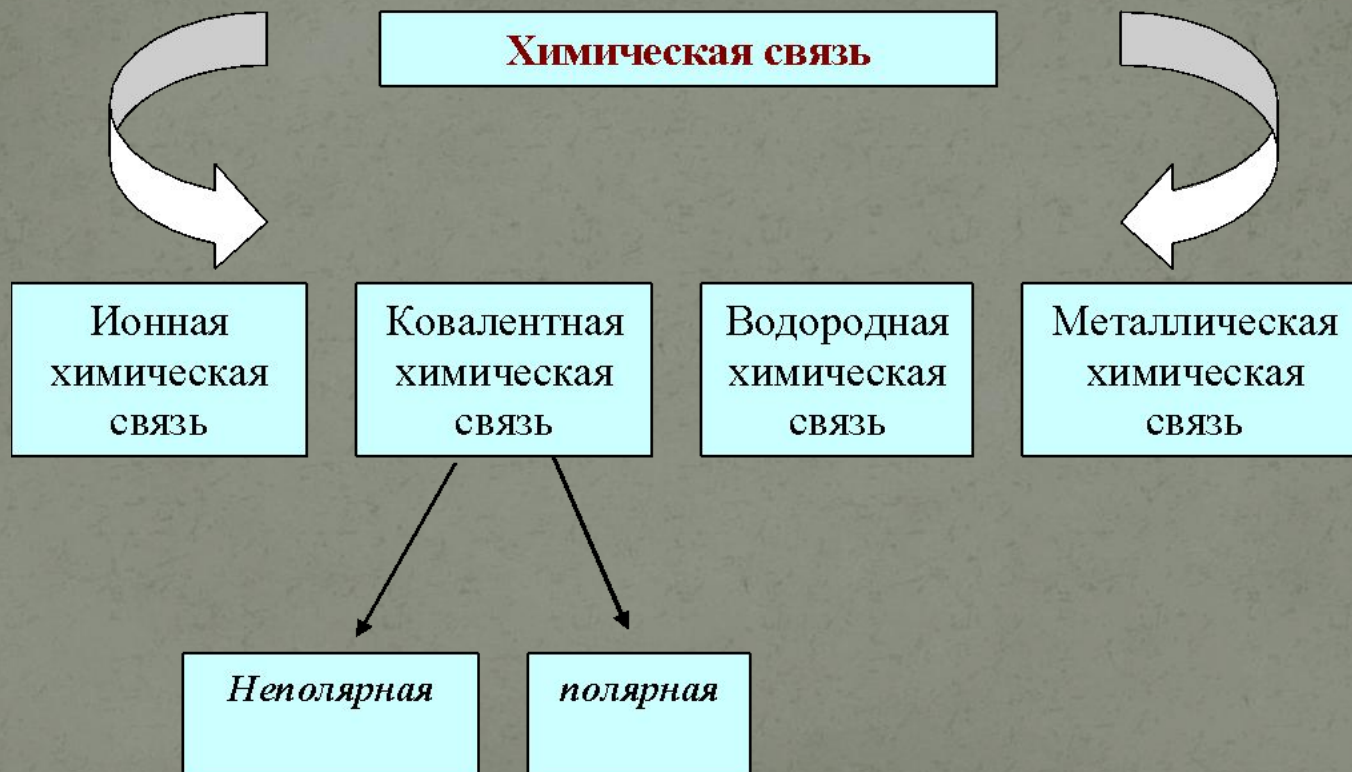 Химическая связь
Ионная
химическая
связь
Ковалентная
химическая
связь
Водородная
химическая
связь
Металлическая
химическая
связь
Неполярная
полярная